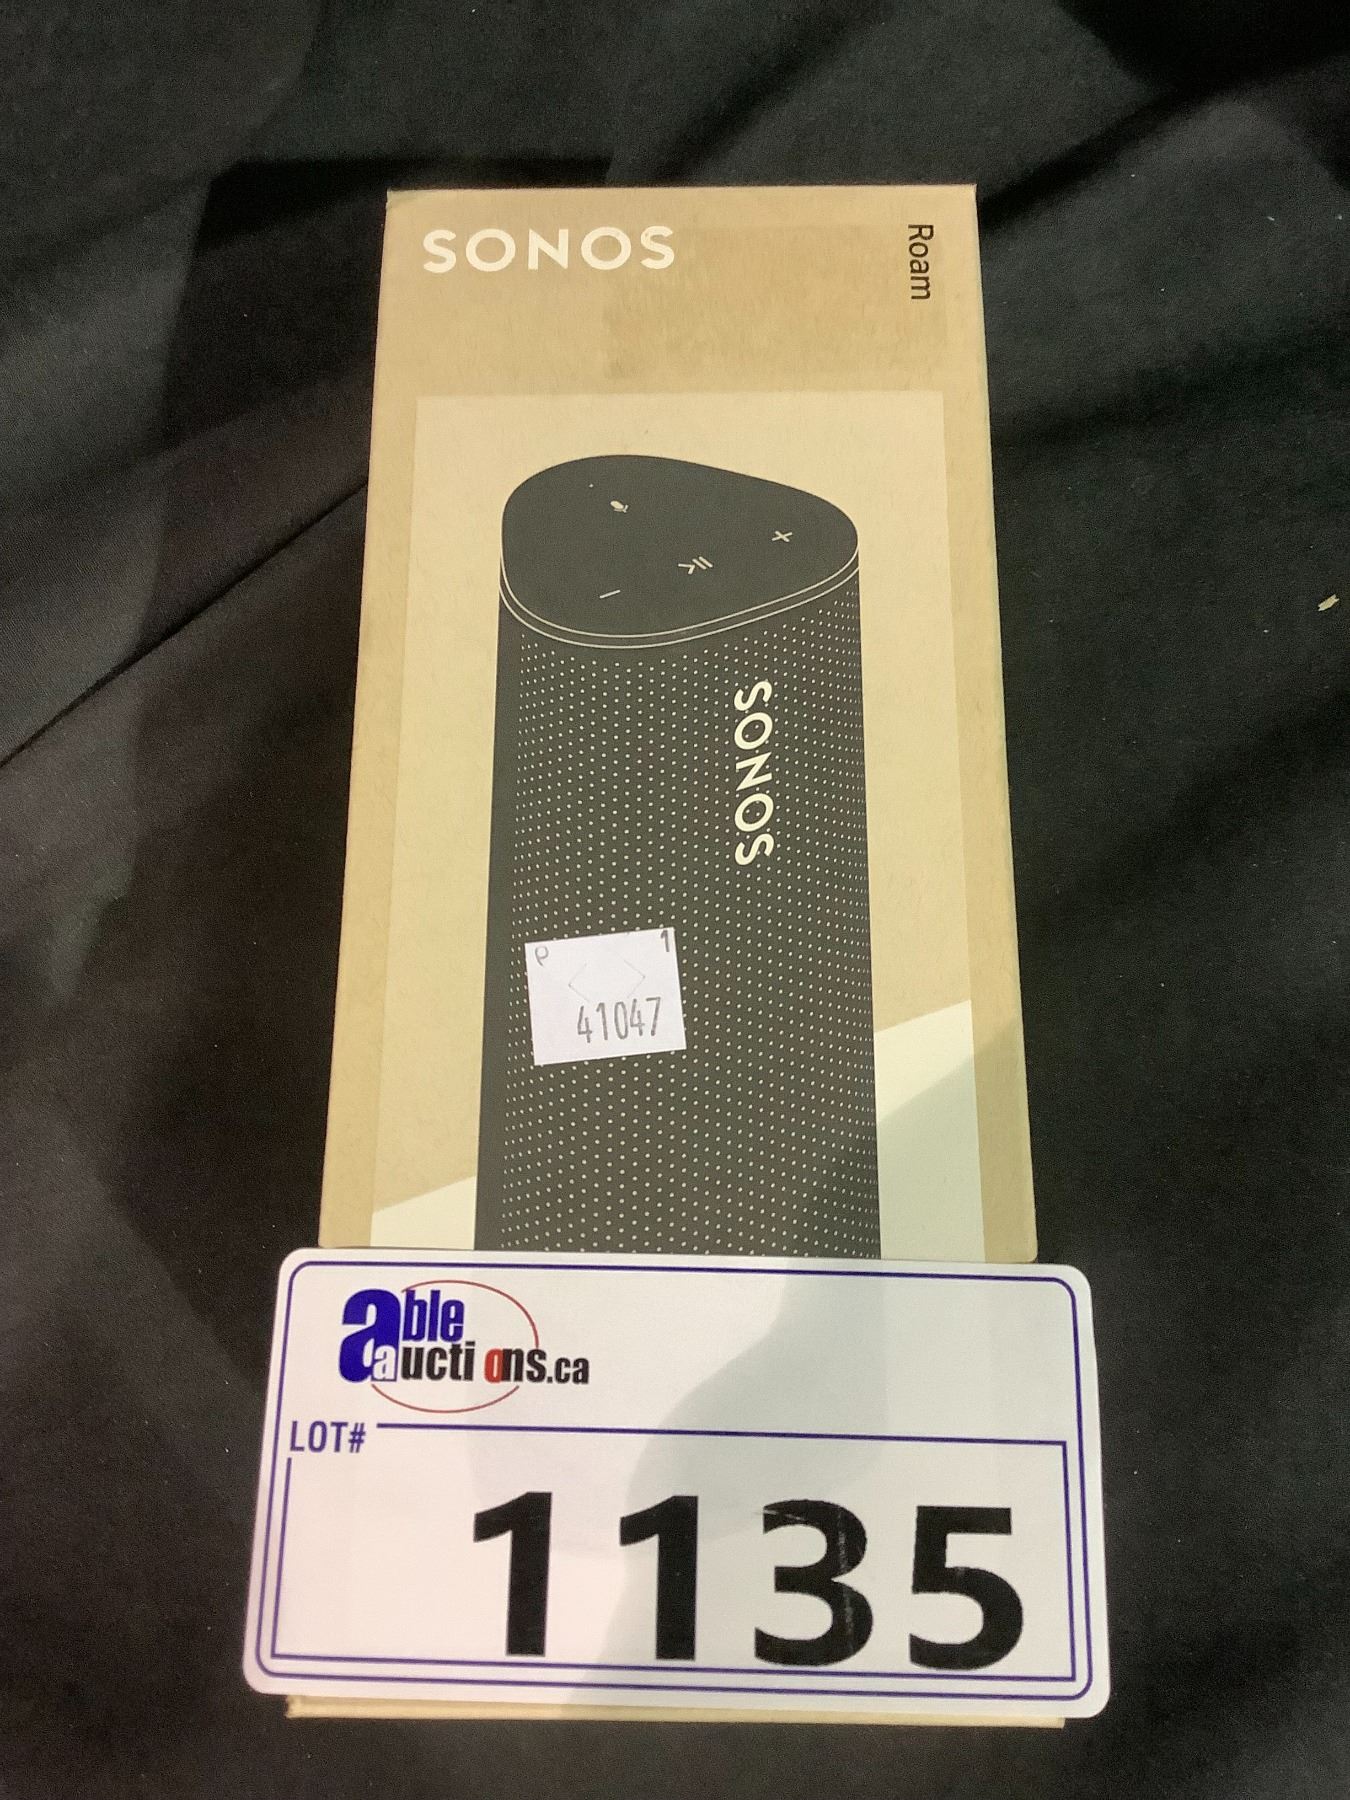 SONOS
Roam
SONOS
P 1
41047
able
auctions.ca
LOT#
1135